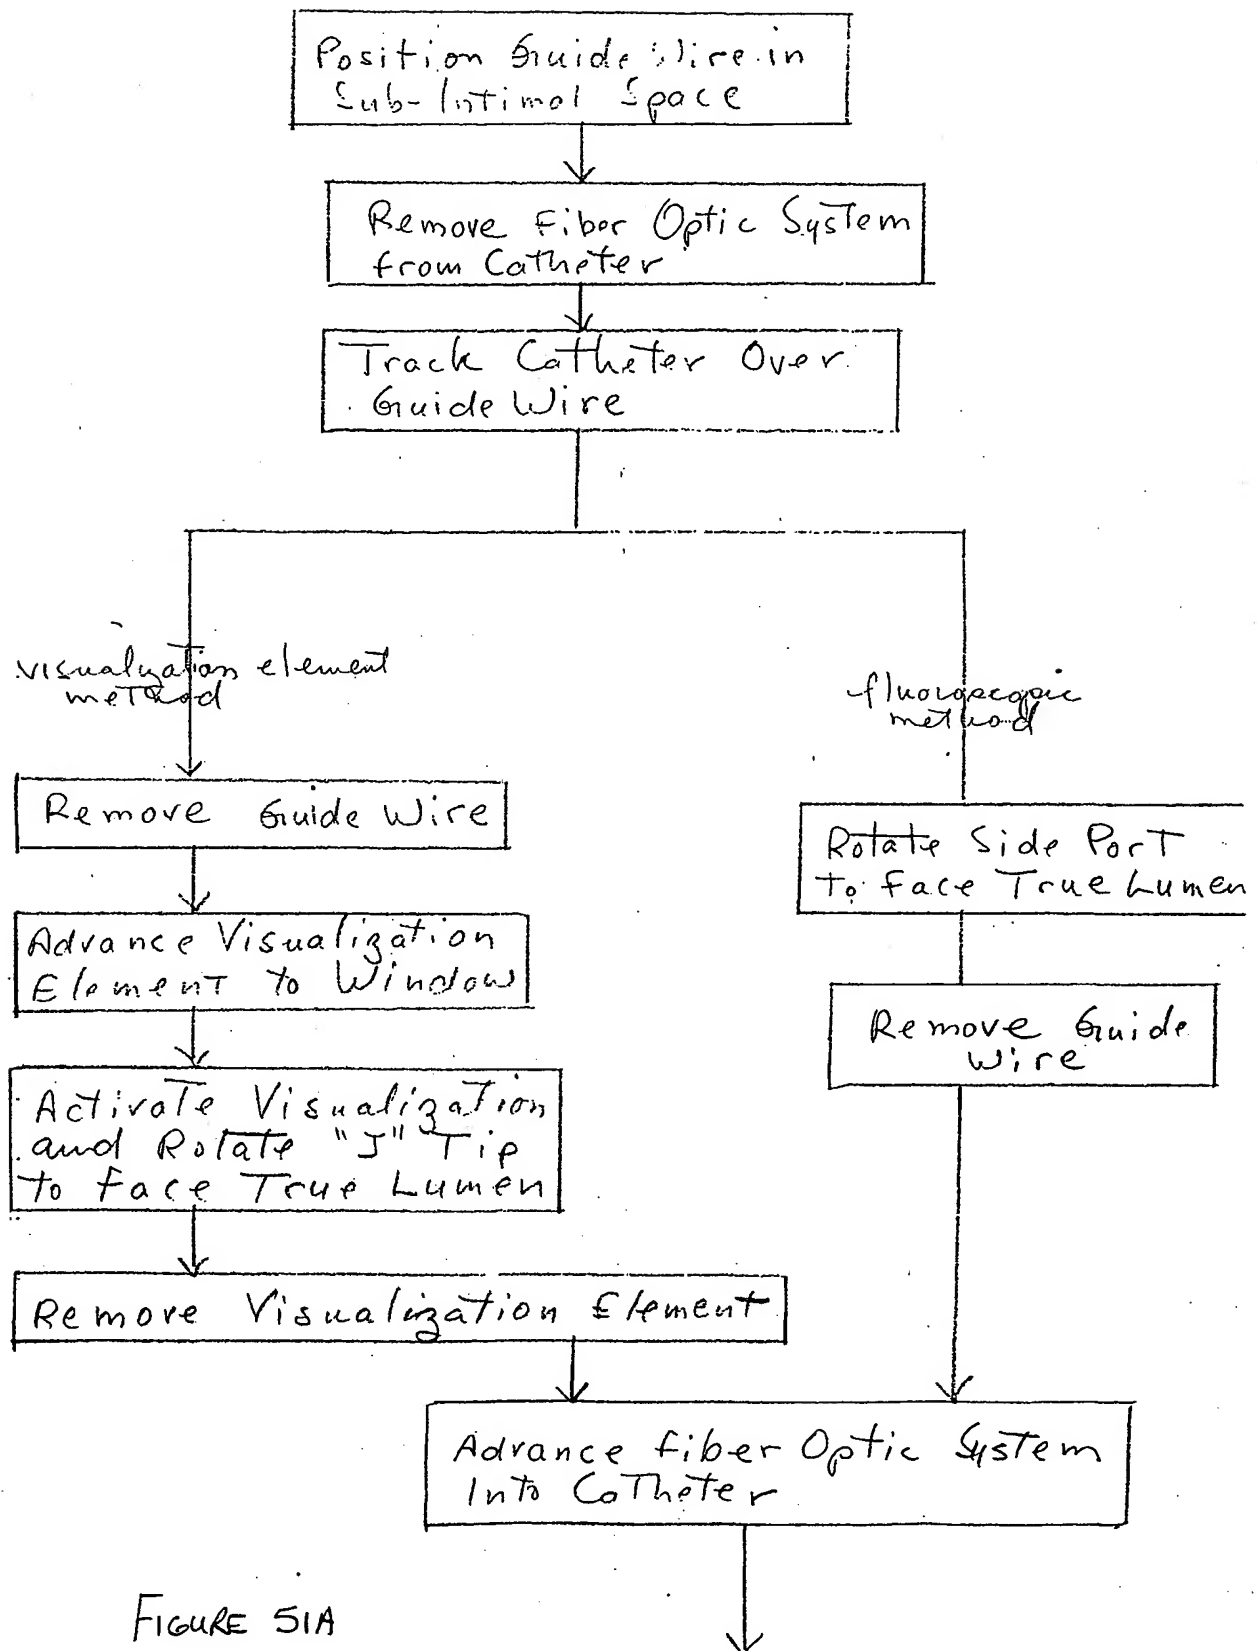 Position Guide Wire in
Sub-Intimal Space
Remove Fiber Optic System
from Catheter
Track Catheter Over
Guide Wire
visualization element
method
fluoroscopic
method
Remove Guide Wire
Rotate Side Port
to face True Lumen
Advance Visualization
Element to Window
Remove Guide
Wire
Activate Visualization
and Rotate "J" Tip
to face True Lumen
Remove Visualization Element
Advance fiber Optic System
Into Catheter
FIGURE 51A